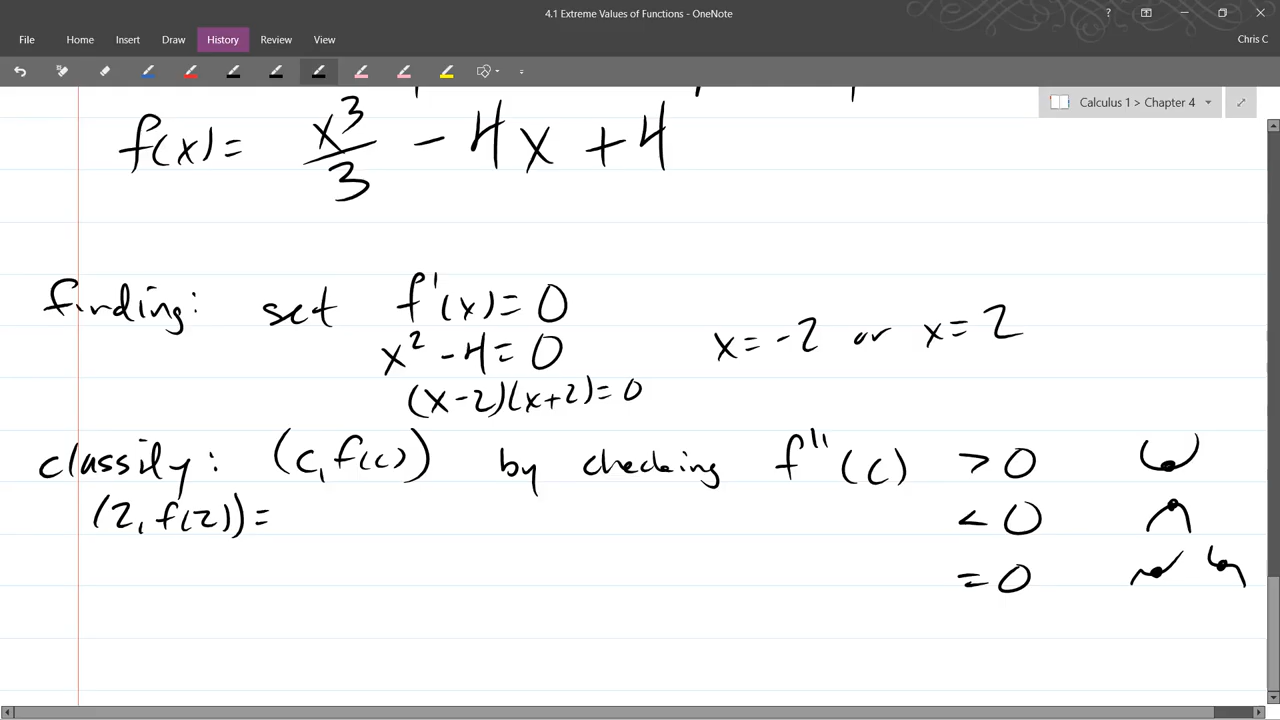 4.1 Extreme Values of Functions - OneNote
File Home Insert Draw History Review View Chris C
Calculus 1 > Chapter 4
f(x) = x³/3 - 4x + 4
finding: set f'(x) = 0
x² - 4 = 0
x = -2 or x = 2
(x-2)(x+2) = 0
classify: (c, f(c)) by checking f''(c) > 0
(2, f(2)) = < 0
= 0